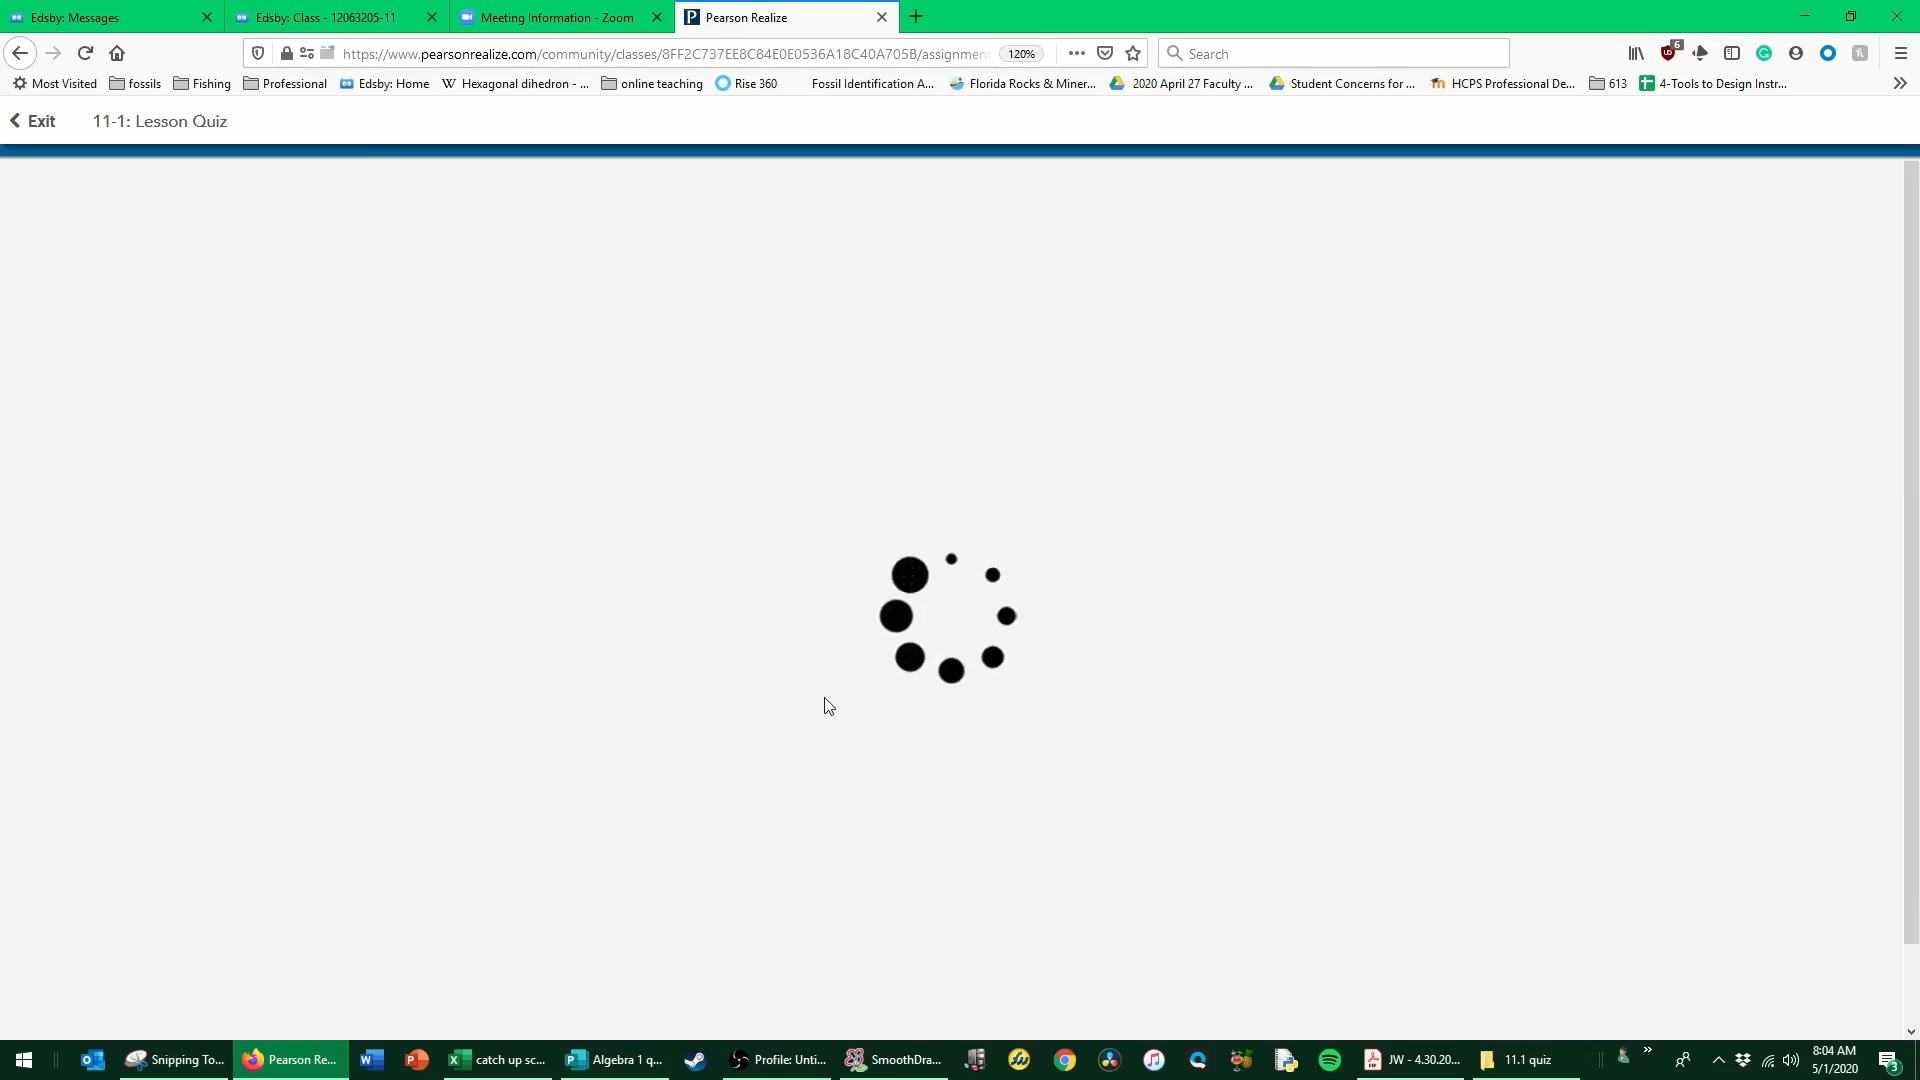 Edsby: Messages
Edsby: Class - 12063205-11
Meeting Information - Zoom
Pearson Realize
https://www.pearsonrealize.com/community/classes/8FF2C737EE8C84E0E0536A18C40A705B/assignment
120%
Search
6
Most Visited
fossils
Fishing
Professional
Edsby: Home
Hexagonal dihedron - ...
online teaching
Rise 360
Fossil Identification A...
Florida Rocks & Miner...
2020 April 27 Faculty ...
Student Concerns for ...
HCPS Professional De...
613
4-Tools to Design Instr...
Exit
11-1: Lesson Quiz
Snipping To...
Pearson Re...
catch up sc...
Algebra 1 q...
Profile: Unti...
SmoothDra...
JW - 4.30.20...
11.1 quiz
8:04 AM
5/1/2020
3